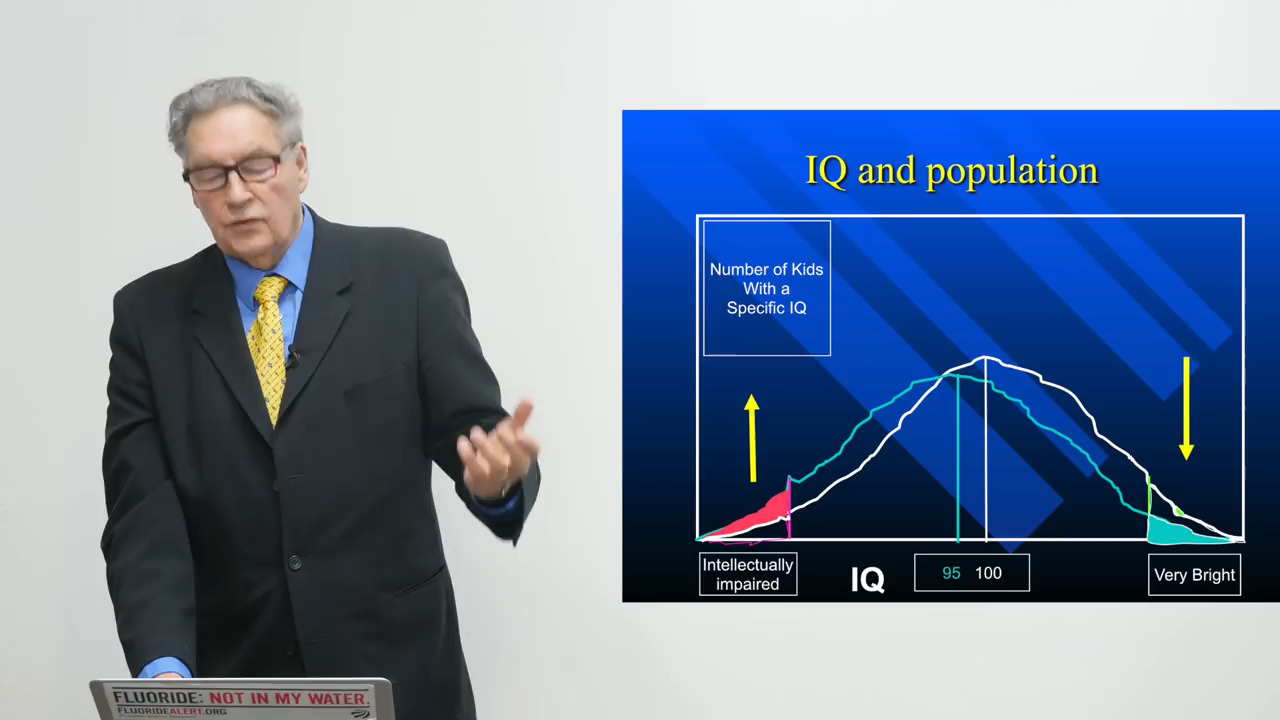 IQ and population
Number of Kids
With a
Specific IQ
Intellectually
impaired
IQ
95 100
Very Bright
FLUORIDE: NOT IN MY WATER.
FLUORIDEALERT.ORG